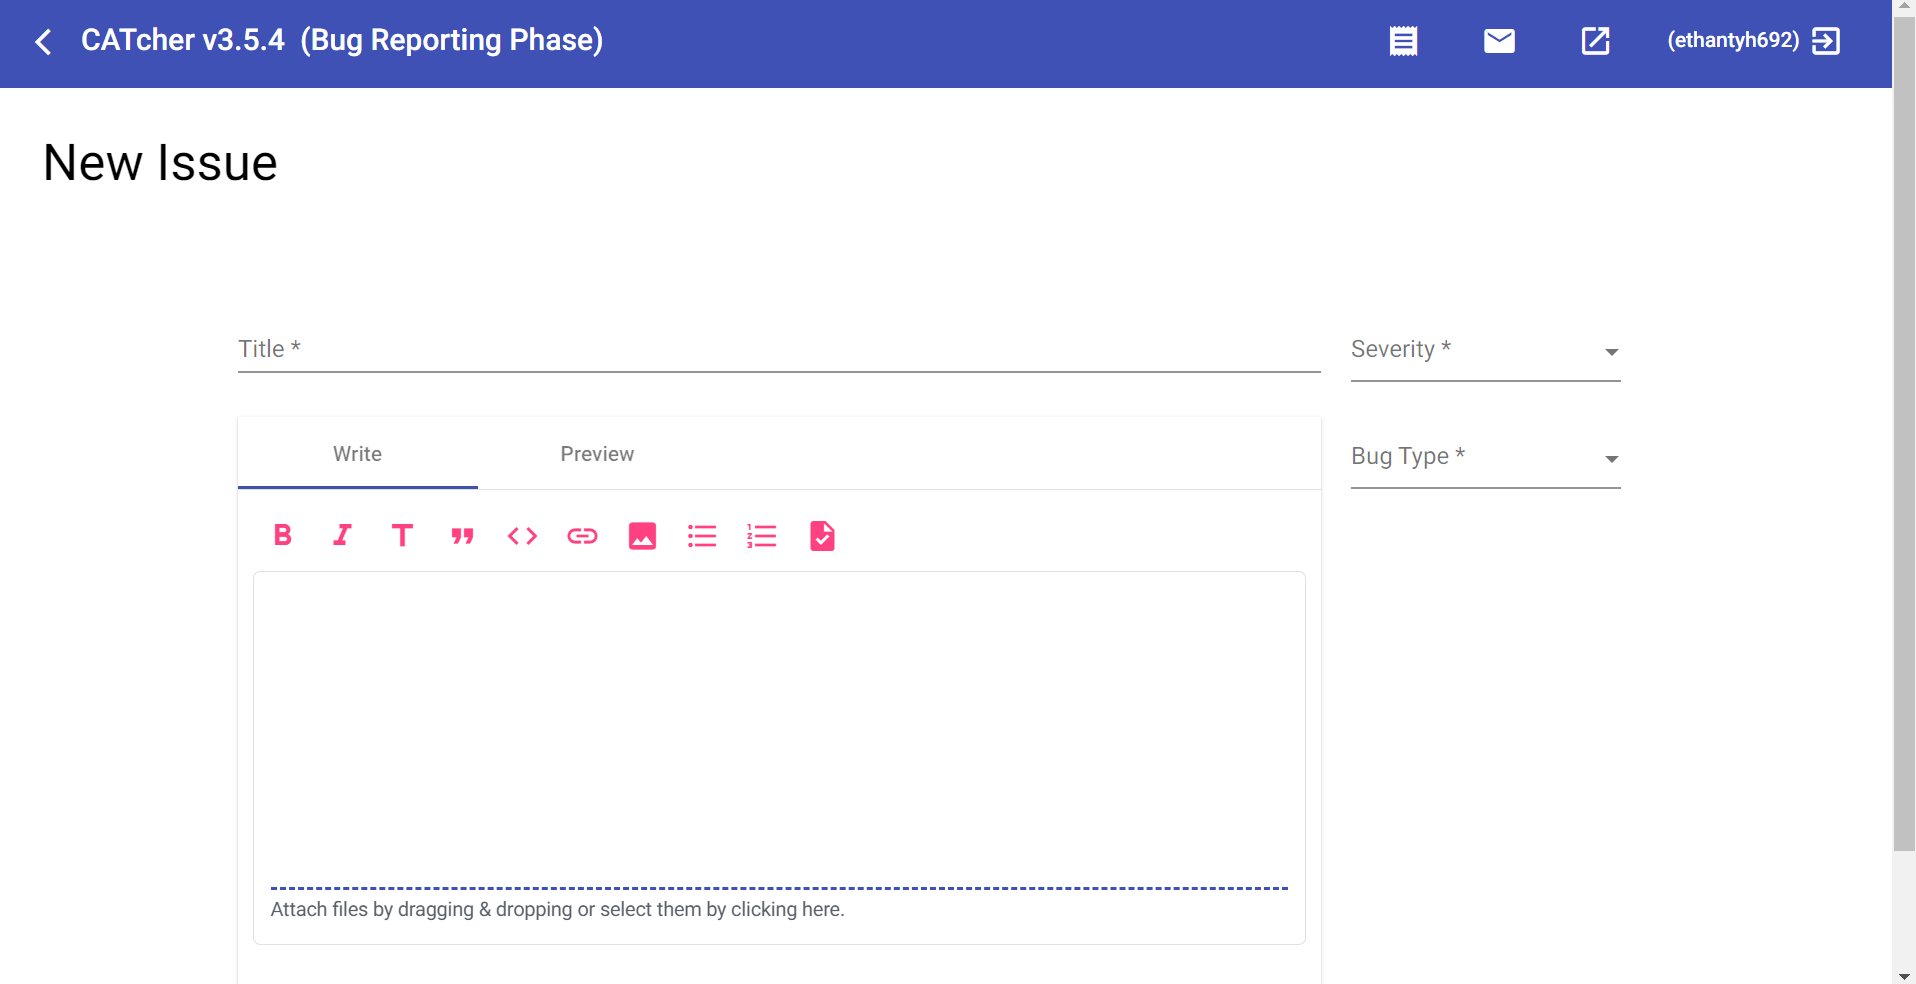 CATcher v3.5.4 (Bug Reporting Phase)
(ethantyh692)
New Issue
Title *
Severity *
Write
Preview
Bug Type *
Attach files by dragging & dropping or select them by clicking here.